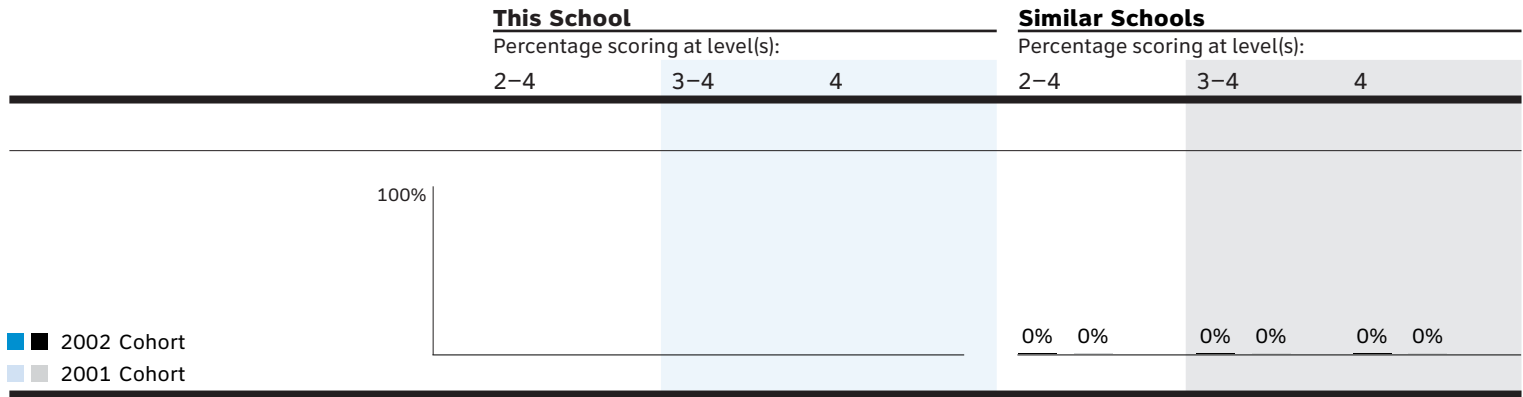 This School Similar Schools
Percentage scoring at level(s): Percentage scoring at level(s):
2–4 3–4 4 2–4 3–4 4
100%
0% 0% 0% 0% 0% 0%
2002 Cohort
2001 Cohort